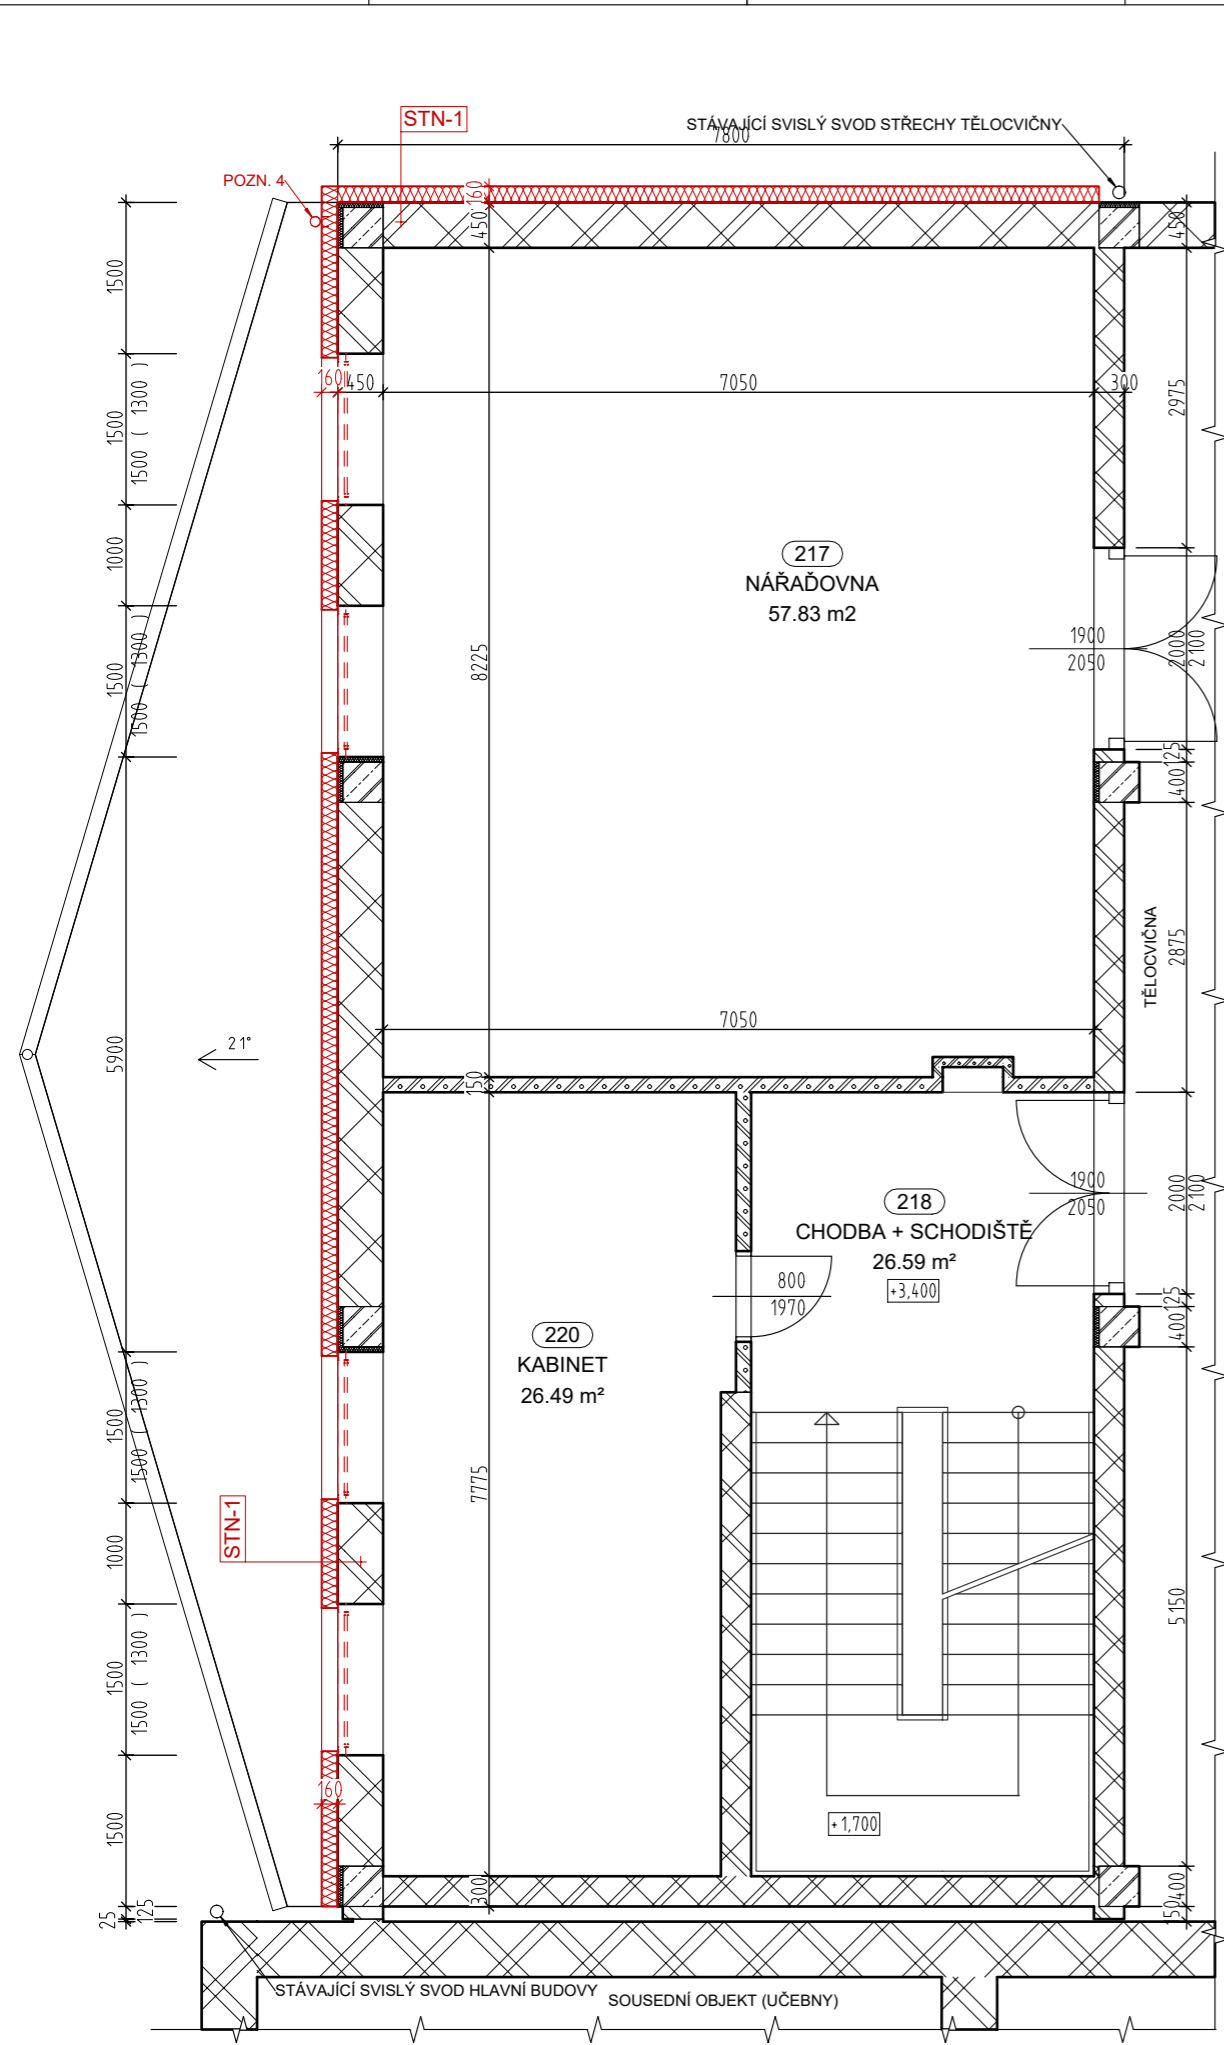 STN-1
STÁVAJÍCÍ SVISLÝ SVOD STŘECHY TĚLOCVIČNY
7800
POZN. 4
160
450
450
1500
160
450
7050
300
1500
1500 ( 1300 )
2975
1000
217
NÁŘAĎOVNA
57.83 m2
1500
1500 ( 1300 )
8225
1900
2050
2000
2100
125
400
TĚLOCVIČNA
2875
7050
21°
5900
150
218
CHODBA + SCHODIŠTĚ
26.59 m²
+3,400
1900
2050
2000
2100
800
1970
125
400
220
KABINET
26.49 m²
1500
1500 ( 1300 )
7775
STN-1
1000
5150
1500
1500 ( 1300 )
160
+1,700
1500
300
400
150
25
125
STÁVAJÍCÍ SVISLÝ SVOD HLAVNÍ BUDOVY
SOUSEDNÍ OBJEKT (UČEBNY)